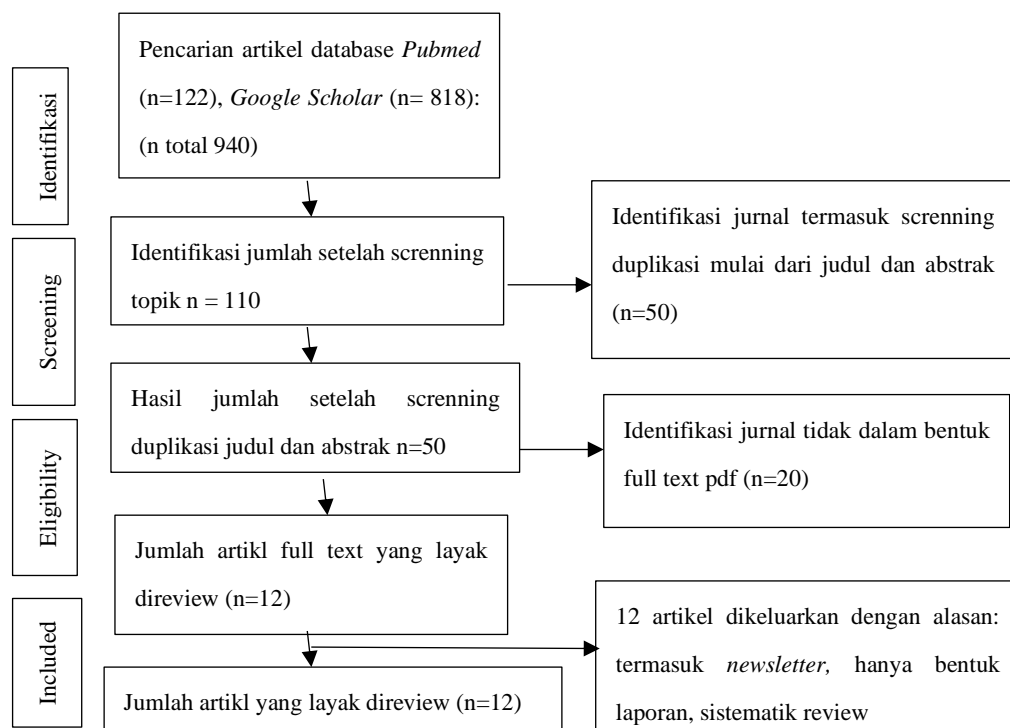 Identifikasi
Pencarian artikel database Pubmed
(n=122), Google Scholar (n= 818):
(n total 940)
Screening
Identifikasi jumlah setelah screnning
topik n = 110
Identifikasi jurnal termasuk screnning
duplikasi mulai dari judul dan abstrak
(n=50)
Hasil jumlah setelah screnning
duplikasi judul dan abstrak n=50
Identifikasi jurnal tidak dalam bentuk
full text pdf (n=20)
Eligibility
Jumlah artikl full text yang layak
direview (n=12)
12 artikel dikeluarkan dengan alasan:
termasuk newsletter, hanya bentuk
laporan, sistematik review
Included
Jumlah artikl yang layak direview (n=12)